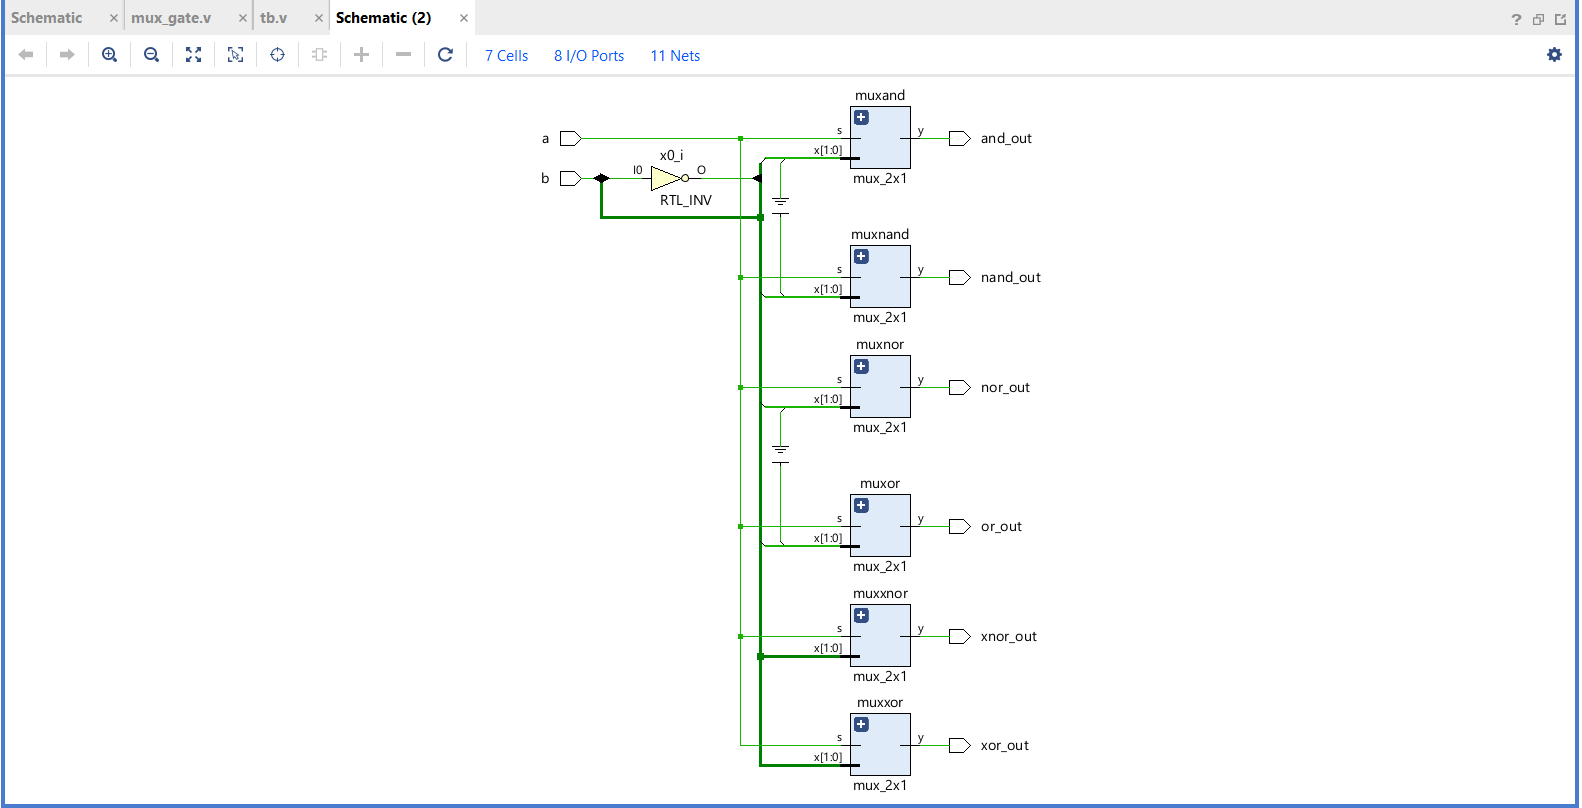 Schematic × mux_gate.v × tb.v × Schematic (2) × ?
7 Cells 8 I/O Ports 11 Nets
muxand
a s y and_out
x0_i x[1:0]
b I0 O mux_2x1
RTL_INV
muxnand
s y nand_out
x[1:0]
mux_2x1
muxnor
s y nor_out
x[1:0]
mux_2x1
muxor
s y or_out
x[1:0]
mux_2x1
muxxnor
s y xnor_out
x[1:0]
mux_2x1
muxxor
s y xor_out
x[1:0]
mux_2x1